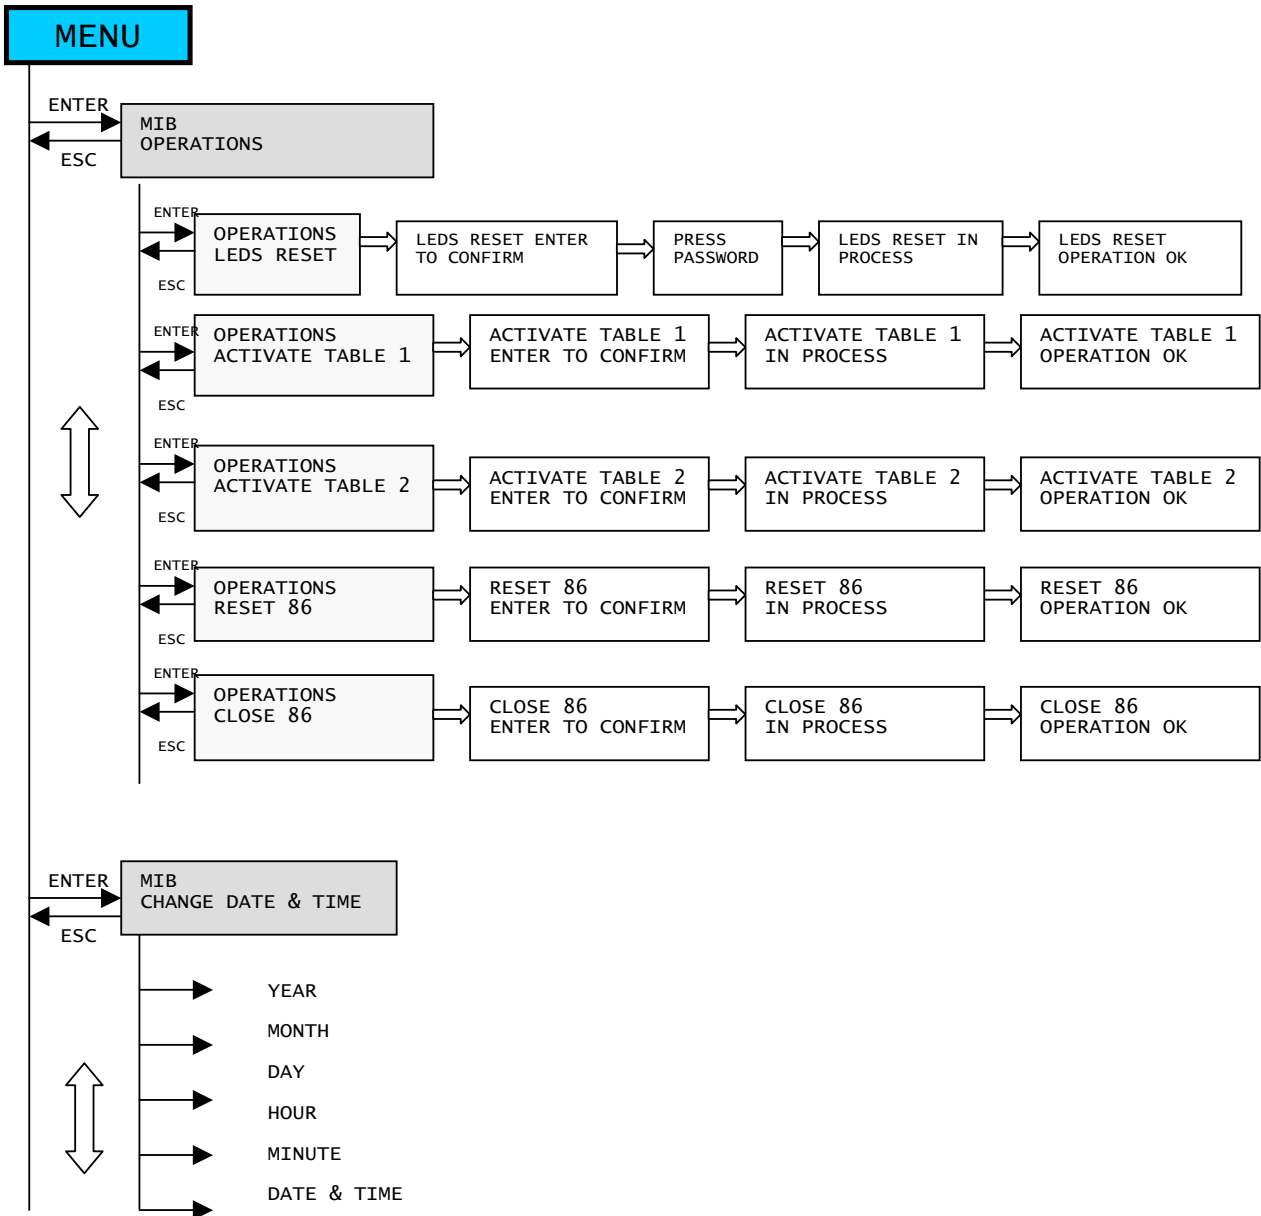 MENU
ENTER
MIB
OPERATIONS
ESC
ENTER
OPERATIONS
LEDS RESET
ESC
LEDS RESET ENTER
TO CONFIRM
PRESS
PASSWORD
LEDS RESET IN
PROCESS
LEDS RESET
OPERATION OK
ENTER
OPERATIONS
ACTIVATE TABLE 1
ESC
ACTIVATE TABLE 1
ENTER TO CONFIRM
ACTIVATE TABLE 1
IN PROCESS
ACTIVATE TABLE 1
OPERATION OK
ENTER
OPERATIONS
ACTIVATE TABLE 2
ESC
ACTIVATE TABLE 2
ENTER TO CONFIRM
ACTIVATE TABLE 2
IN PROCESS
ACTIVATE TABLE 2
OPERATION OK
ENTER
OPERATIONS
RESET 86
ESC
RESET 86
ENTER TO CONFIRM
RESET 86
IN PROCESS
RESET 86
OPERATION OK
ENTER
OPERATIONS
CLOSE 86
ESC
CLOSE 86
ENTER TO CONFIRM
CLOSE 86
IN PROCESS
CLOSE 86
OPERATION OK
ENTER
MIB
CHANGE DATE & TIME
ESC
YEAR
MONTH
DAY
HOUR
MINUTE
DATE & TIME